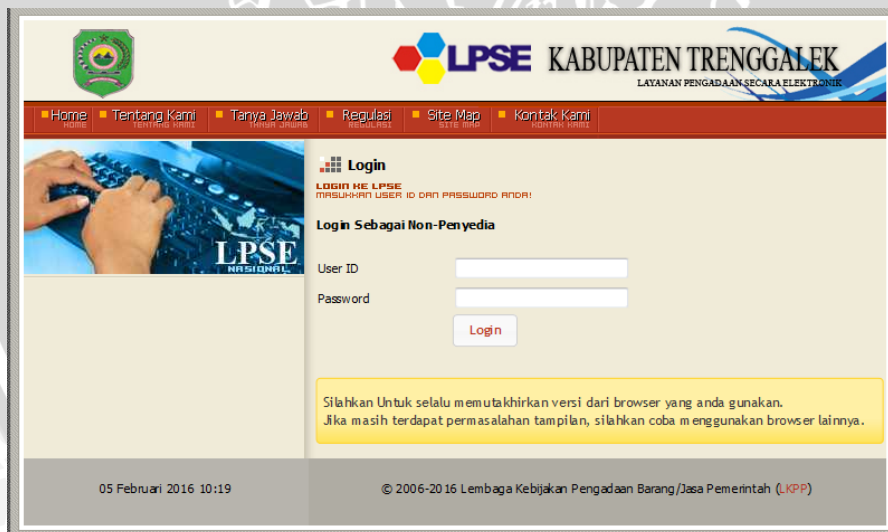 LPSE KABUPATEN TRENGGALEK
LAYANAN PENGADAAN SECARA ELEKTRONIK
Home Tentang Kami Tanya Jawab Regulasi Site Map Kontak Kami
HOME TENTANG KAMI TANYA JAWAB REGULASI SITE MAP KONTAK KAMI
Login
LOGIN KE LPSE
MASUKKAN USER ID DAN PASSWORD ANDA!
Login Sebagai Non-Penyedia
LPSE
NASIONAL
User ID
Password
Login
Silahkan Untuk selalu memutakhirkan versi dari browser yang anda gunakan.
Jika masih terdapat permasalahan tampilan, silahkan coba menggunakan browser lainnya.
05 Februari 2016 10:19
© 2006-2016 Lembaga Kebijakan Pengadaan Barang/Jasa Pemerintah (LKPP)